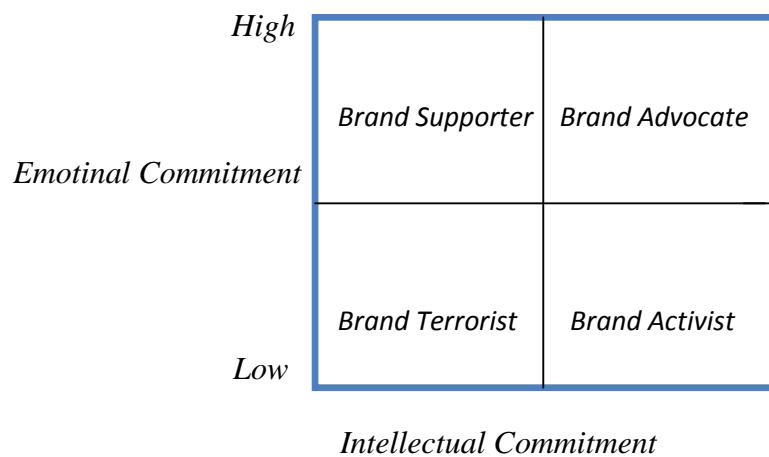 High
Brand Supporter
Brand Advocate
Emotinal Commitment
Brand Terrorist
Brand Activist
Low
Intellectual Commitment